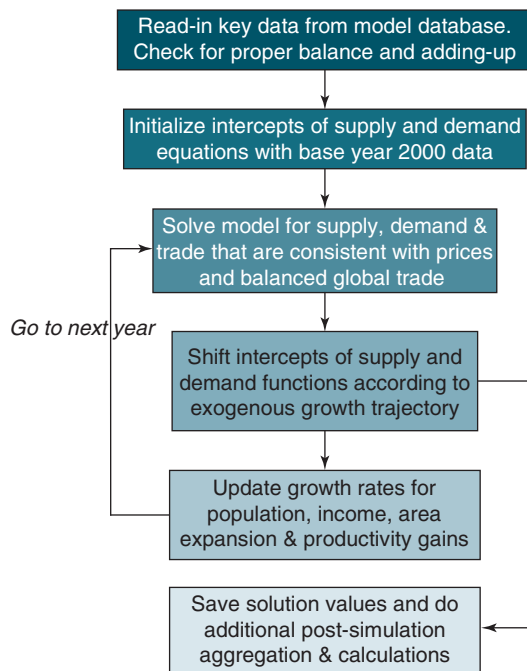 Read-in key data from model database.
Check for proper balance and adding-up
Initialize intercepts of supply and demand
equations with base year 2000 data
Solve model for supply, demand &
trade that are consistent with prices
and balanced global trade
Go to next year
Shift intercepts of supply and
demand functions according to
exogenous growth trajectory
Update growth rates for
population, income, area
expansion & productivity gains
Save solution values and do
additional post-simulation
aggregation & calculations